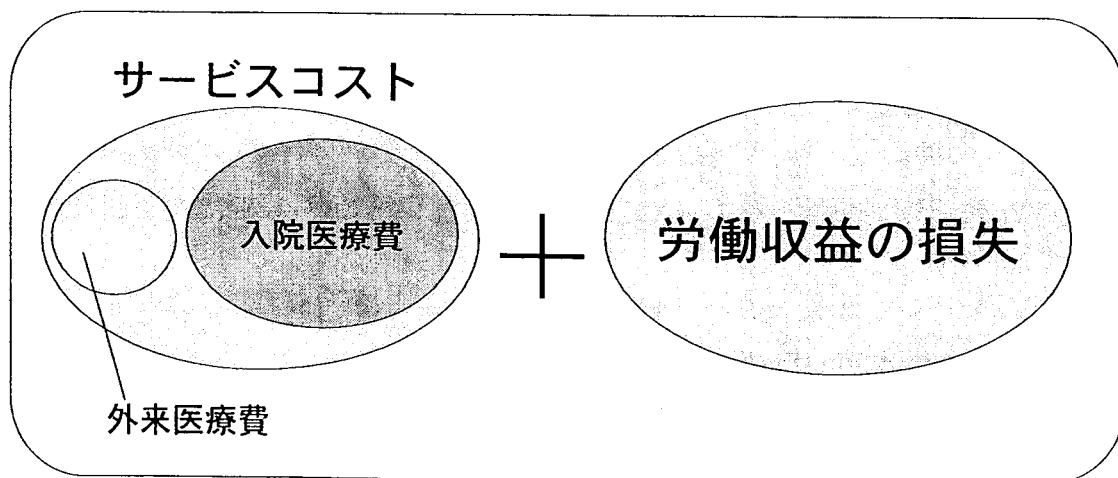 サービスコスト
入院医療費
+
労働収益の損失
外来医療費